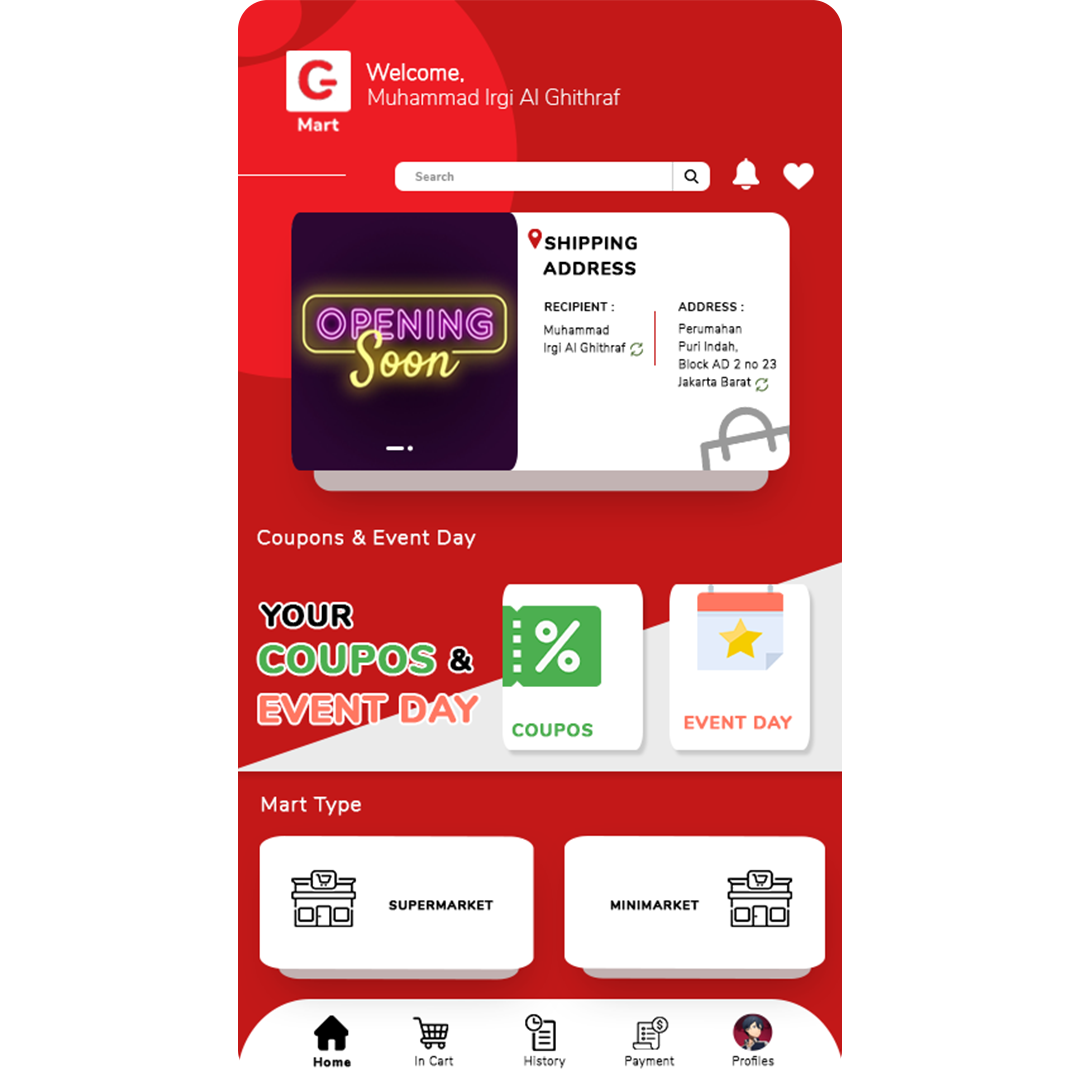 G
Mart
Welcome,
Muhammad Irgi Al Ghithraf
Search
OPENING
Soon
SHIPPING
ADDRESS
RECIPIENT :
Muhammad
Irgi Al Ghithraf
ADDRESS :
Perumahan
Puri Indah,
Block AD 2 no 23
Jakarta Barat
Coupons & Event Day
YOUR
COUPOS &
EVENT DAY
%
COUPOS
EVENT DAY
Mart Type
SUPERMARKET
MINIMARKET
Home
In Cart
History
$
Payment
Profiles